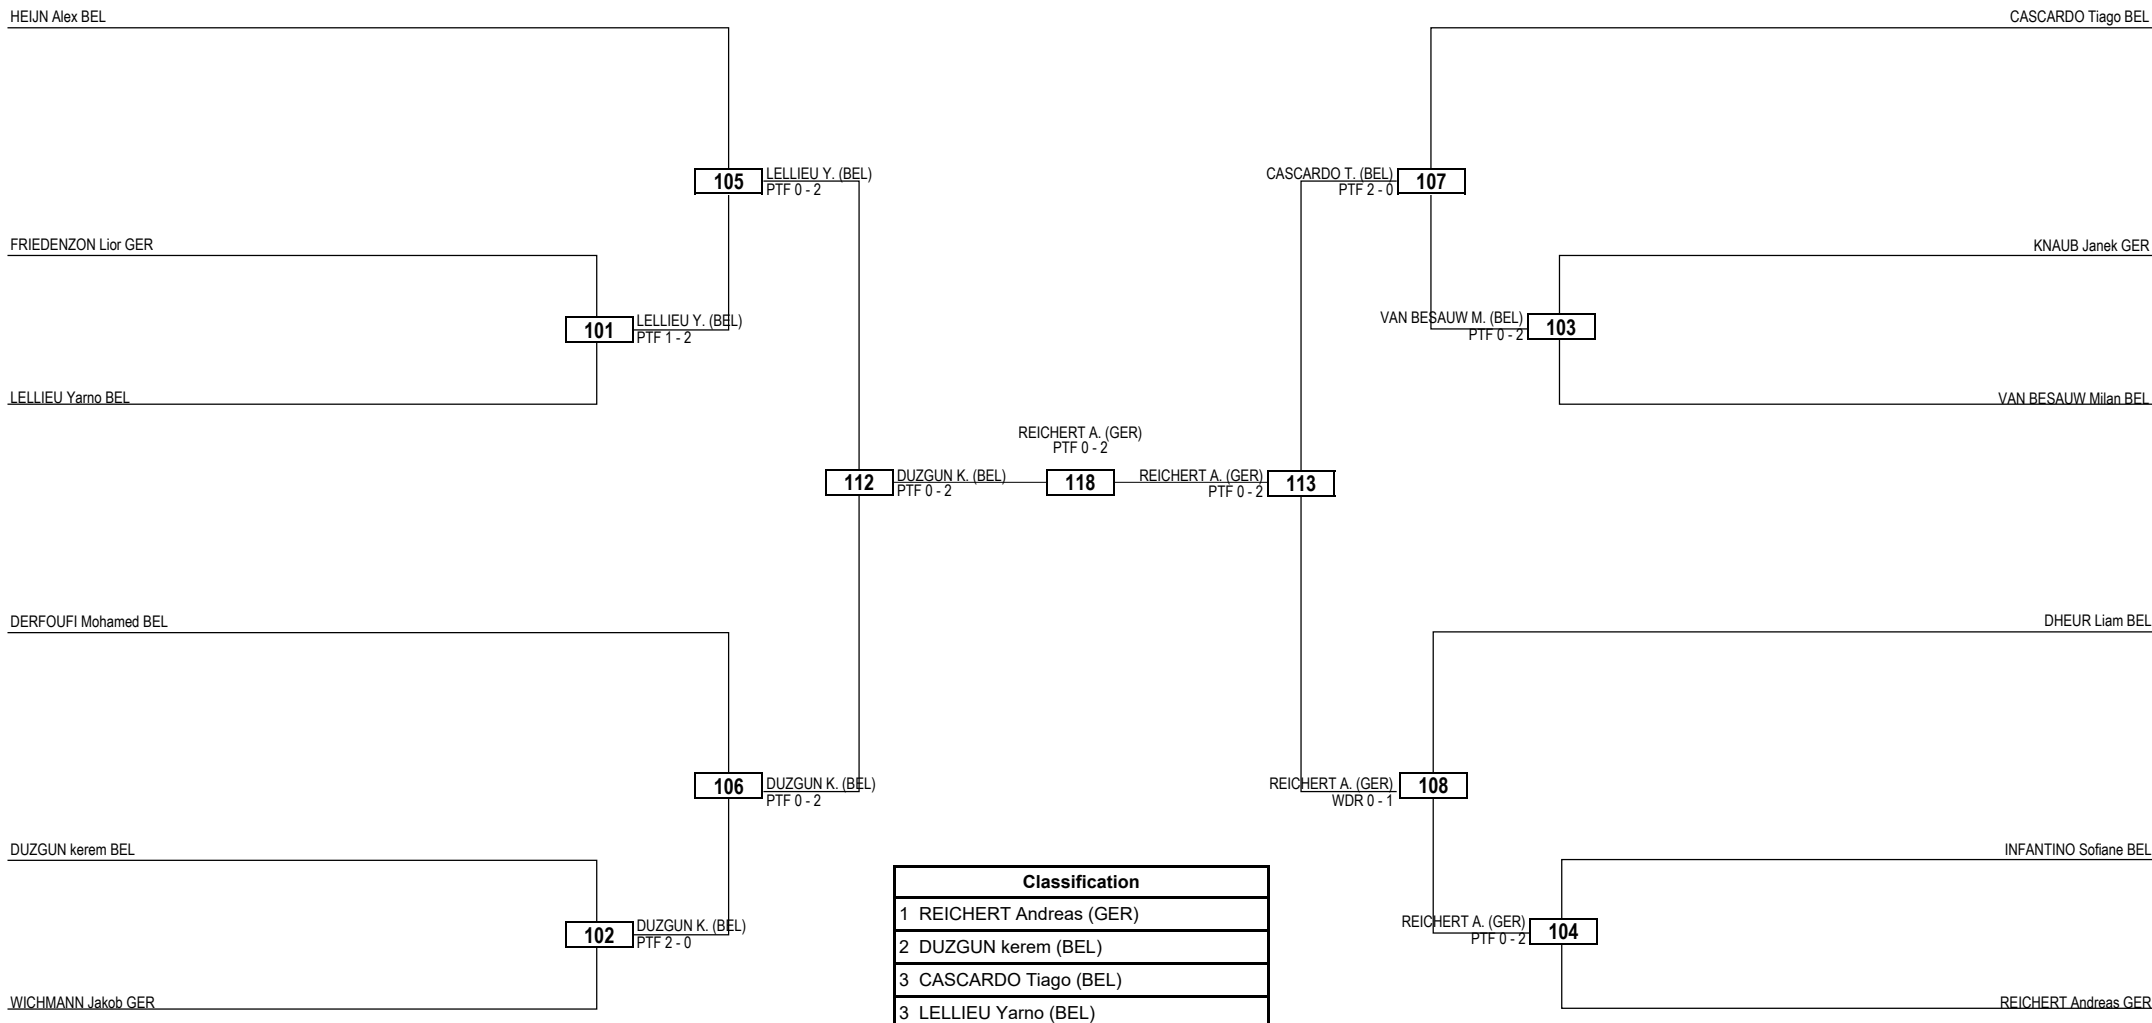 HEIJN Alex BEL
CASCARDO Tiago BEL
105
LELLIEU Y. (BEL)
PTF 0 - 2
CASCARDO T. (BEL)
PTF 2 - 0
107
FRIEDENZON Lior GER
KNAUB Janek GER
101
LELLIEU Y. (BEL)
PTF 1 - 2
VAN BESAUW M. (BEL)
PTF 0 - 2
103
LELLIEU Yarno BEL
VAN BESAUW Milan BEL
REICHERT A. (GER)
PTF 0 - 2
112
DUZGUN K. (BEL)
PTF 0 - 2
118
REICHERT A. (GER)
PTF 0 - 2
113
DERFOUFI Mohamed BEL
DHEUR Liam BEL
106
DUZGUN K. (BEL)
PTF 0 - 2
REICHERT A. (GER)
WDR 0 - 1
108
DUZGUN kerem BEL
INFANTINO Sofiane BEL
102
DUZGUN K. (BEL)
PTF 2 - 0
REICHERT A. (GER)
PTF 0 - 2
104
WICHMANN Jakob GER
REICHERT Andreas GER
Classification
1 REICHERT Andreas (GER)
2 DUZGUN kerem (BEL)
3 CASCARDO Tiago (BEL)
3 LELLIEU Yarno (BEL)